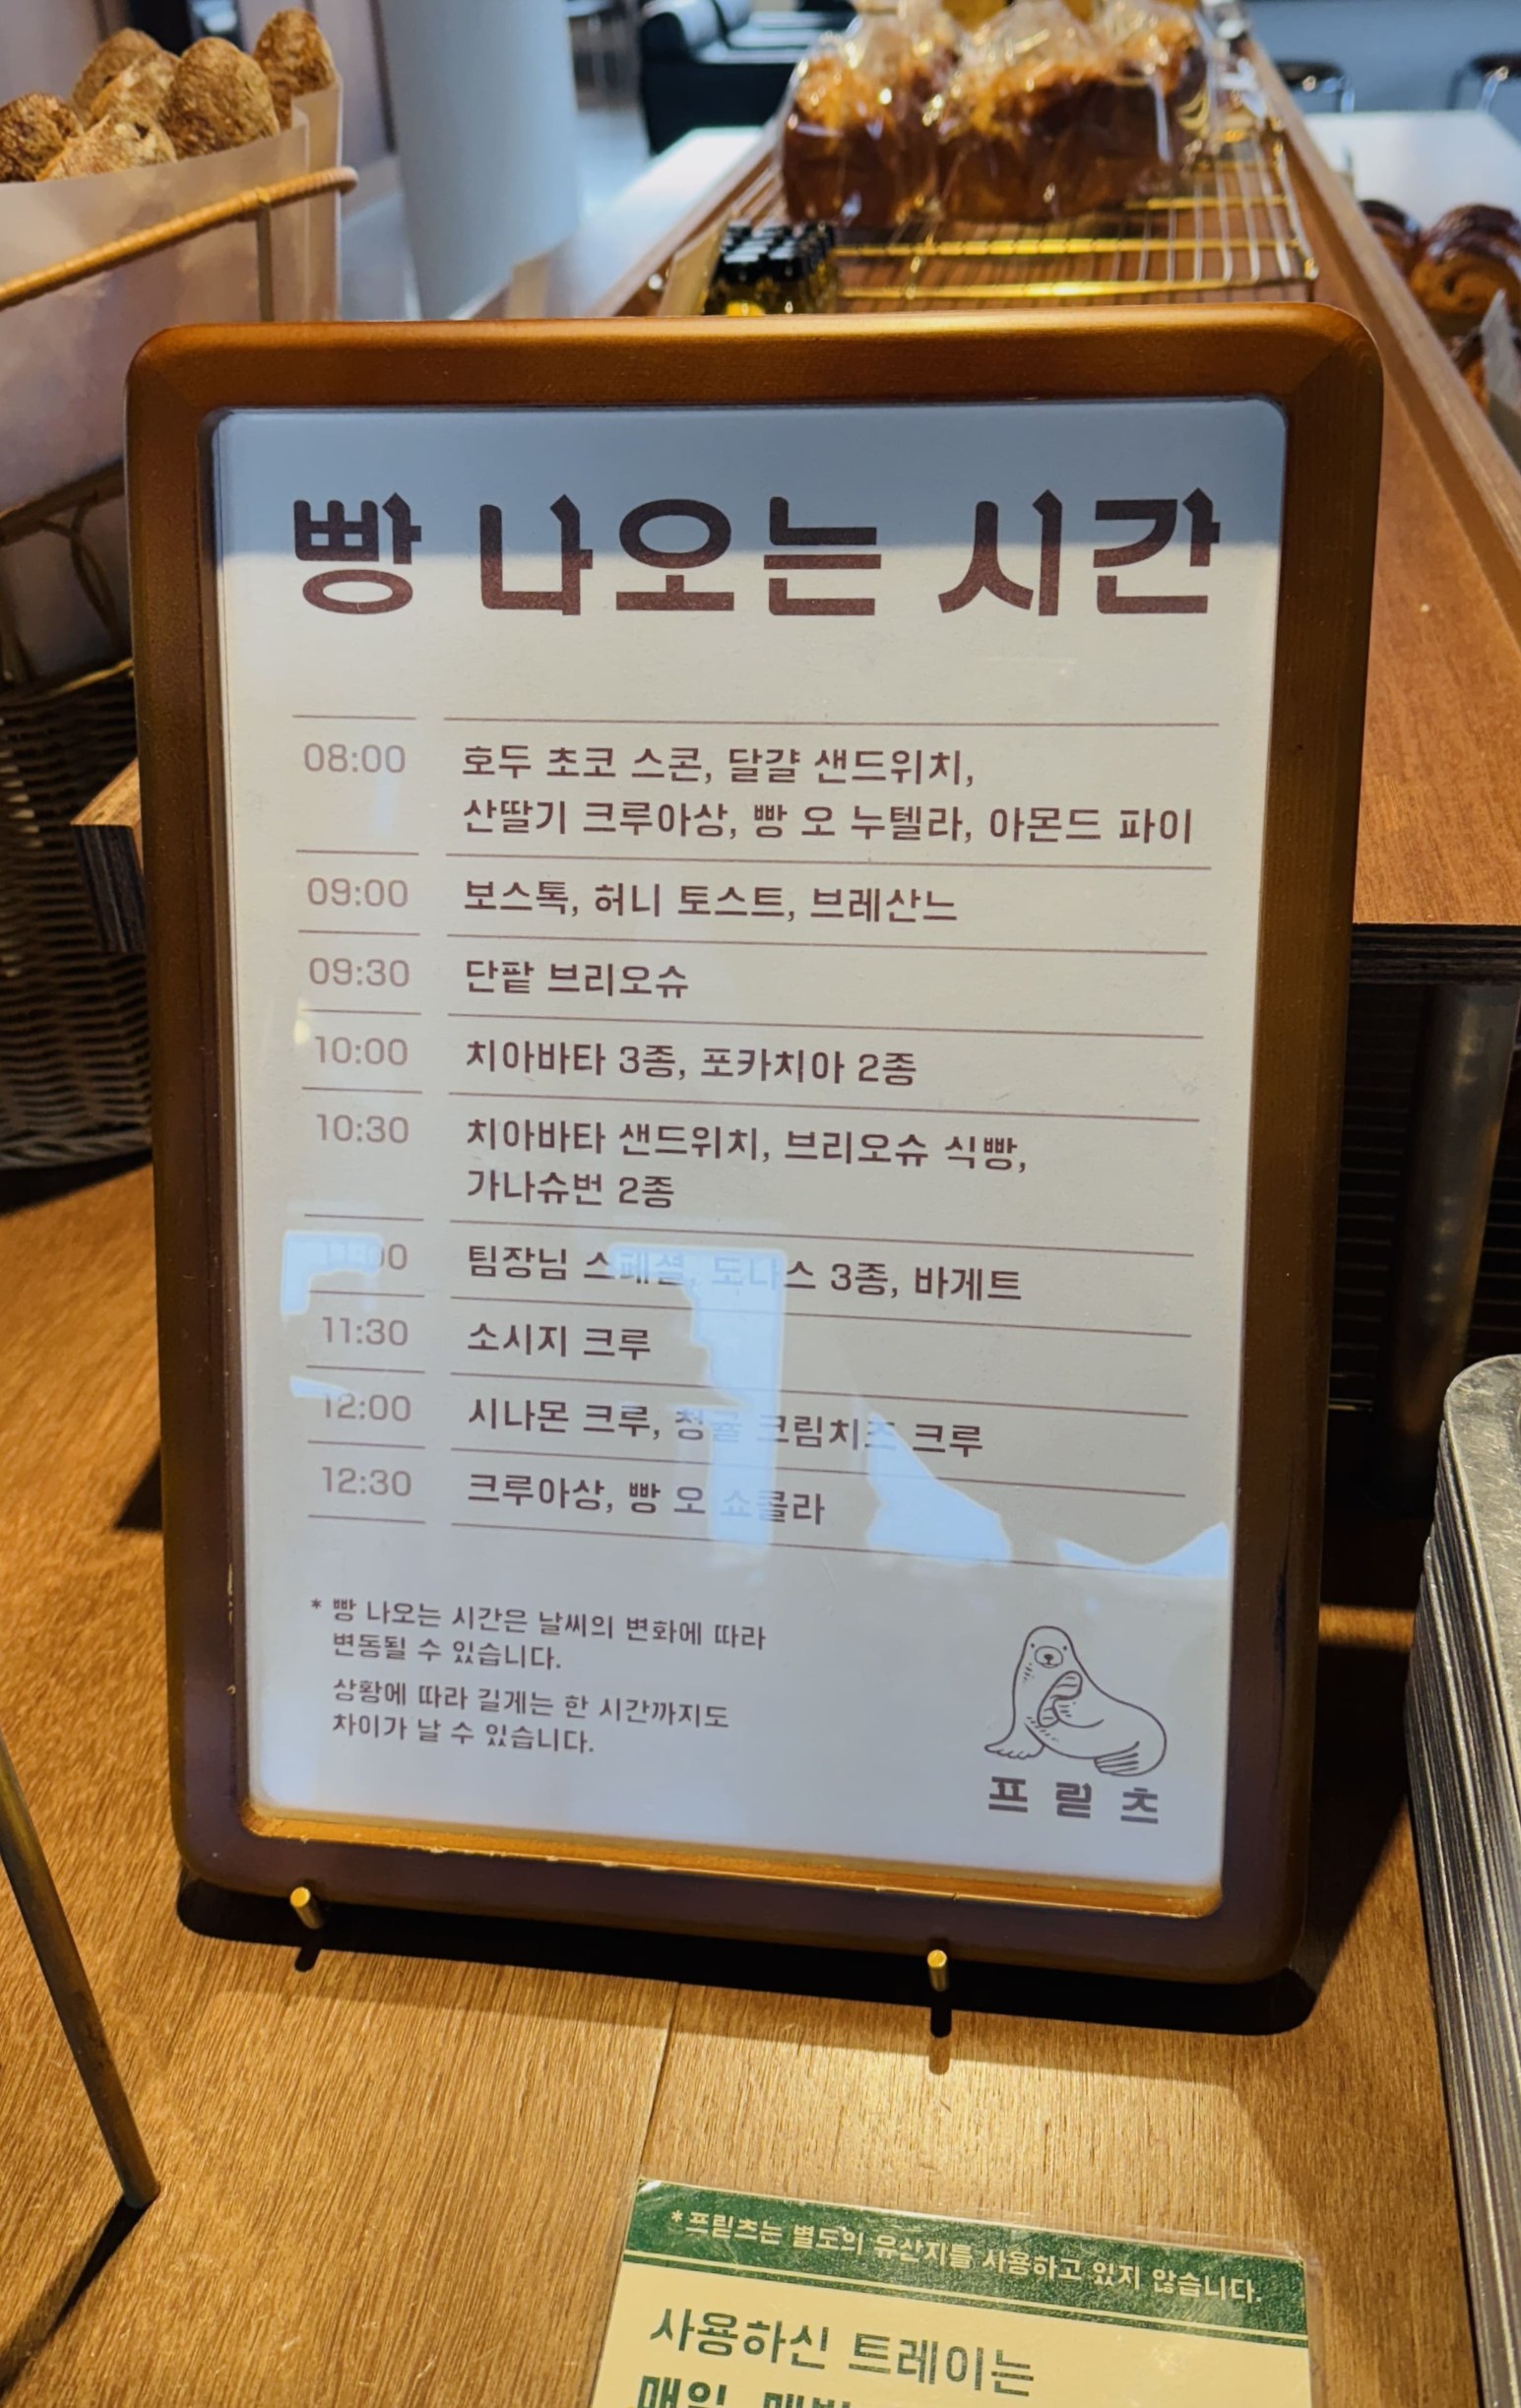 빵 나오는 시간
08:00 호두 초코 스콘, 달걀 샌드위치,
산딸기 크루아상, 빵 오 누텔라, 아몬드 파이
09:00 보스톡, 허니 토스트, 브레산느
09:30 단팥 브리오슈
10:00 치아바타 3종, 포카치아 2종
10:30 치아바타 샌드위치, 브리오슈 식빵,
가나슈번 2종
11:00 팀장님 스페셜, 도나스 3종, 바게트
11:30 소시지 크루
12:00 시나몬 크루, 청귤 크림치즈 크루
12:30 크루아상, 빵 오 쇼콜라
* 빵 나오는 시간은 날씨의 변화에 따라
변동될 수 있습니다.
상황에 따라 길게는 한 시간까지도
차이가 날 수 있습니다.
프릳츠
*프릳츠는 별도의 유산지를 사용하고 있지 않습니다.
사용하신 트레이는
매일